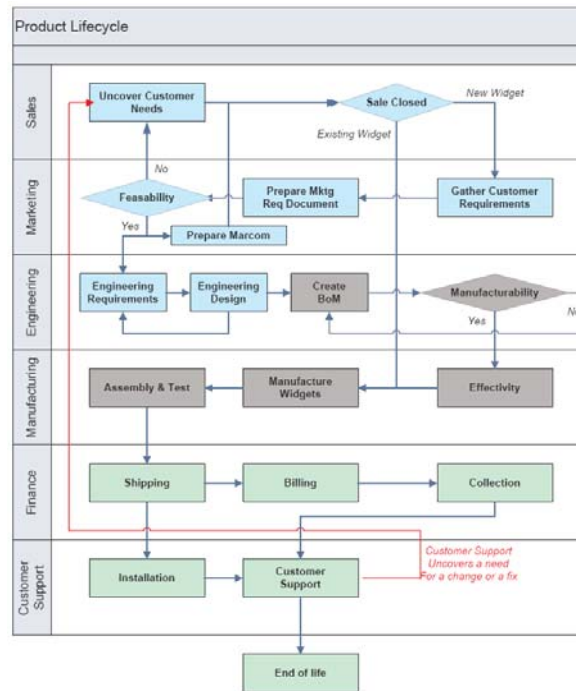 Product Lifecycle
Sales
Uncover Customer
Needs
Sale Closed
New Widget
Existing Widget
No
Marketing
Feasability
Prepare Mktg
Req Document
Gather Customer
Requirements
Yes
Prepare Marcom
Engineering
Engineering
Requirements
Engineering
Design
Create
BoM
Manufacturability
No
Yes
Manufacturing
Assembly & Test
Manufacture
Widgets
Effectivity
Finance
Shipping
Billing
Collection
Customer
Support
Installation
Customer
Support
Customer Support
Uncovers a need
For a change or a fix
End of life